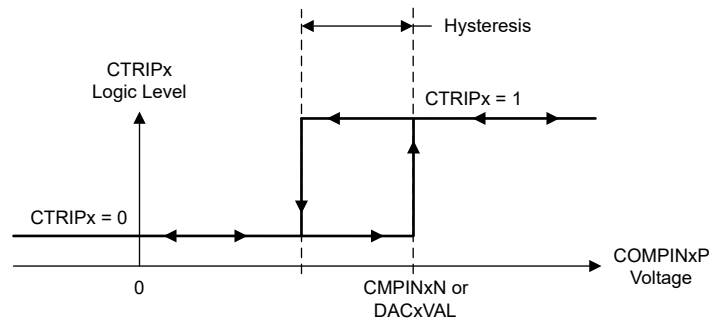 Hysteresis
CTRIPx
Logic Level
CTRIPx = 1
CTRIPx = 0
COMPINxP
Voltage
0
CMPINxN or
DACxVAL